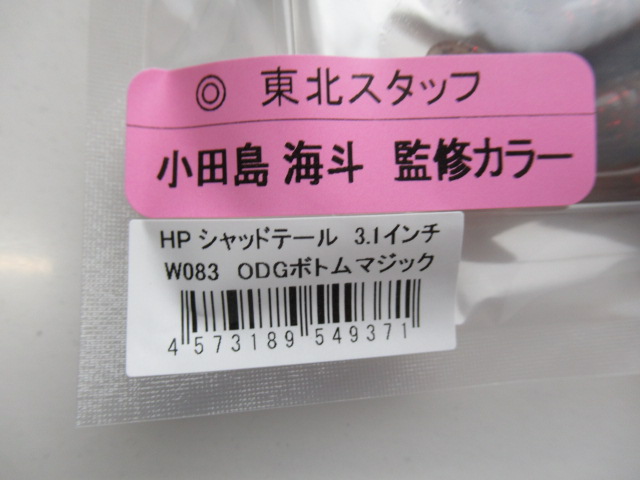 ◎ 東北スタッフ
小田島 海斗 監修カラー
HP シャッドテール 3.1インチ
W083 ODGボトムマジック
4 573189 549371